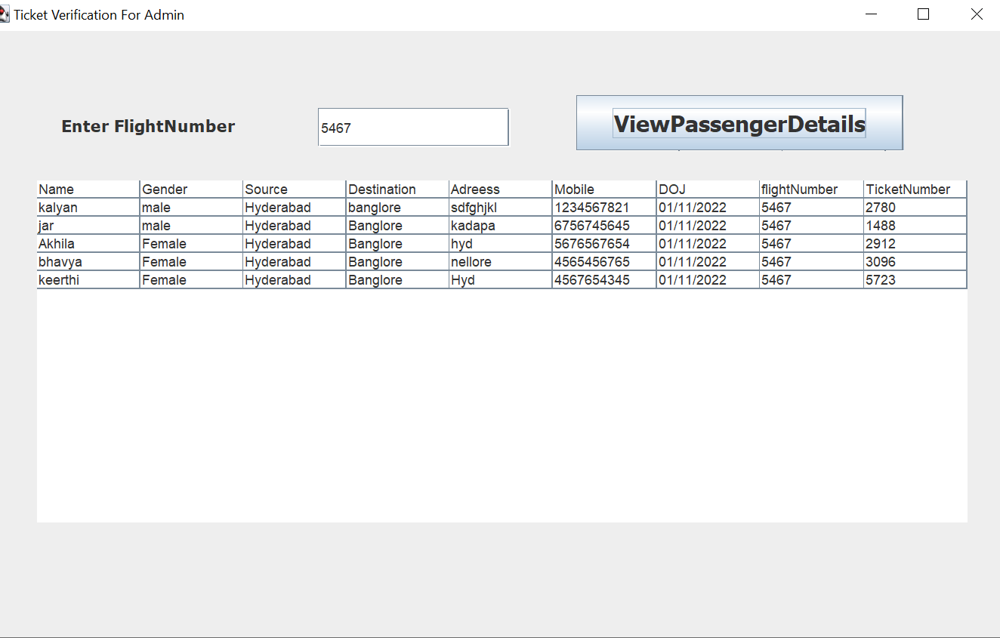 Ticket Verification For Admin
Enter FlightNumber 5467 ViewPassengerDetails
Name Gender Source Destination Adreess Mobile DOJ flightNumber TicketNumber
kalyan male Hyderabad banglore sdfghjkl 1234567821 01/11/2022 5467 2780
jar male Hyderabad Banglore kadapa 6756745645 01/11/2022 5467 1488
Akhila Female Hyderabad Banglore hyd 5676567654 01/11/2022 5467 2912
bhavya Female Hyderabad Banglore nellore 4565456765 01/11/2022 5467 3096
keerthi Female Hyderabad Banglore Hyd 4567654345 01/11/2022 5467 5723